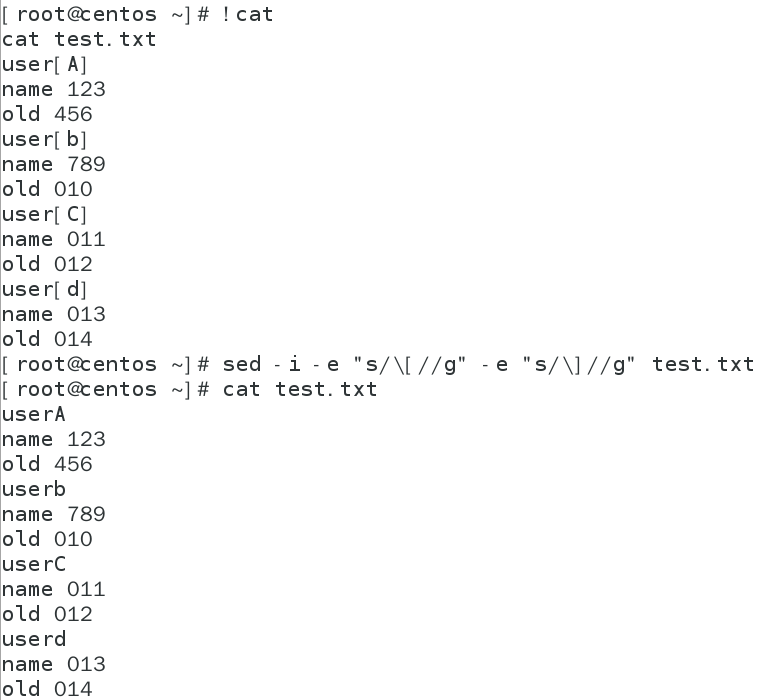 [root@centos ~]# !cat
cat test.txt
user[A]
name 123
old 456
user[b]
name 789
old 010
user[C]
name 011
old 012
user[d]
name 013
old 014
[root@centos ~]# sed -i -e "s/\[//g" -e "s/\]//g" test.txt
[root@centos ~]# cat test.txt
userA
name 123
old 456
userb
name 789
old 010
userC
name 011
old 012
userd
name 013
old 014